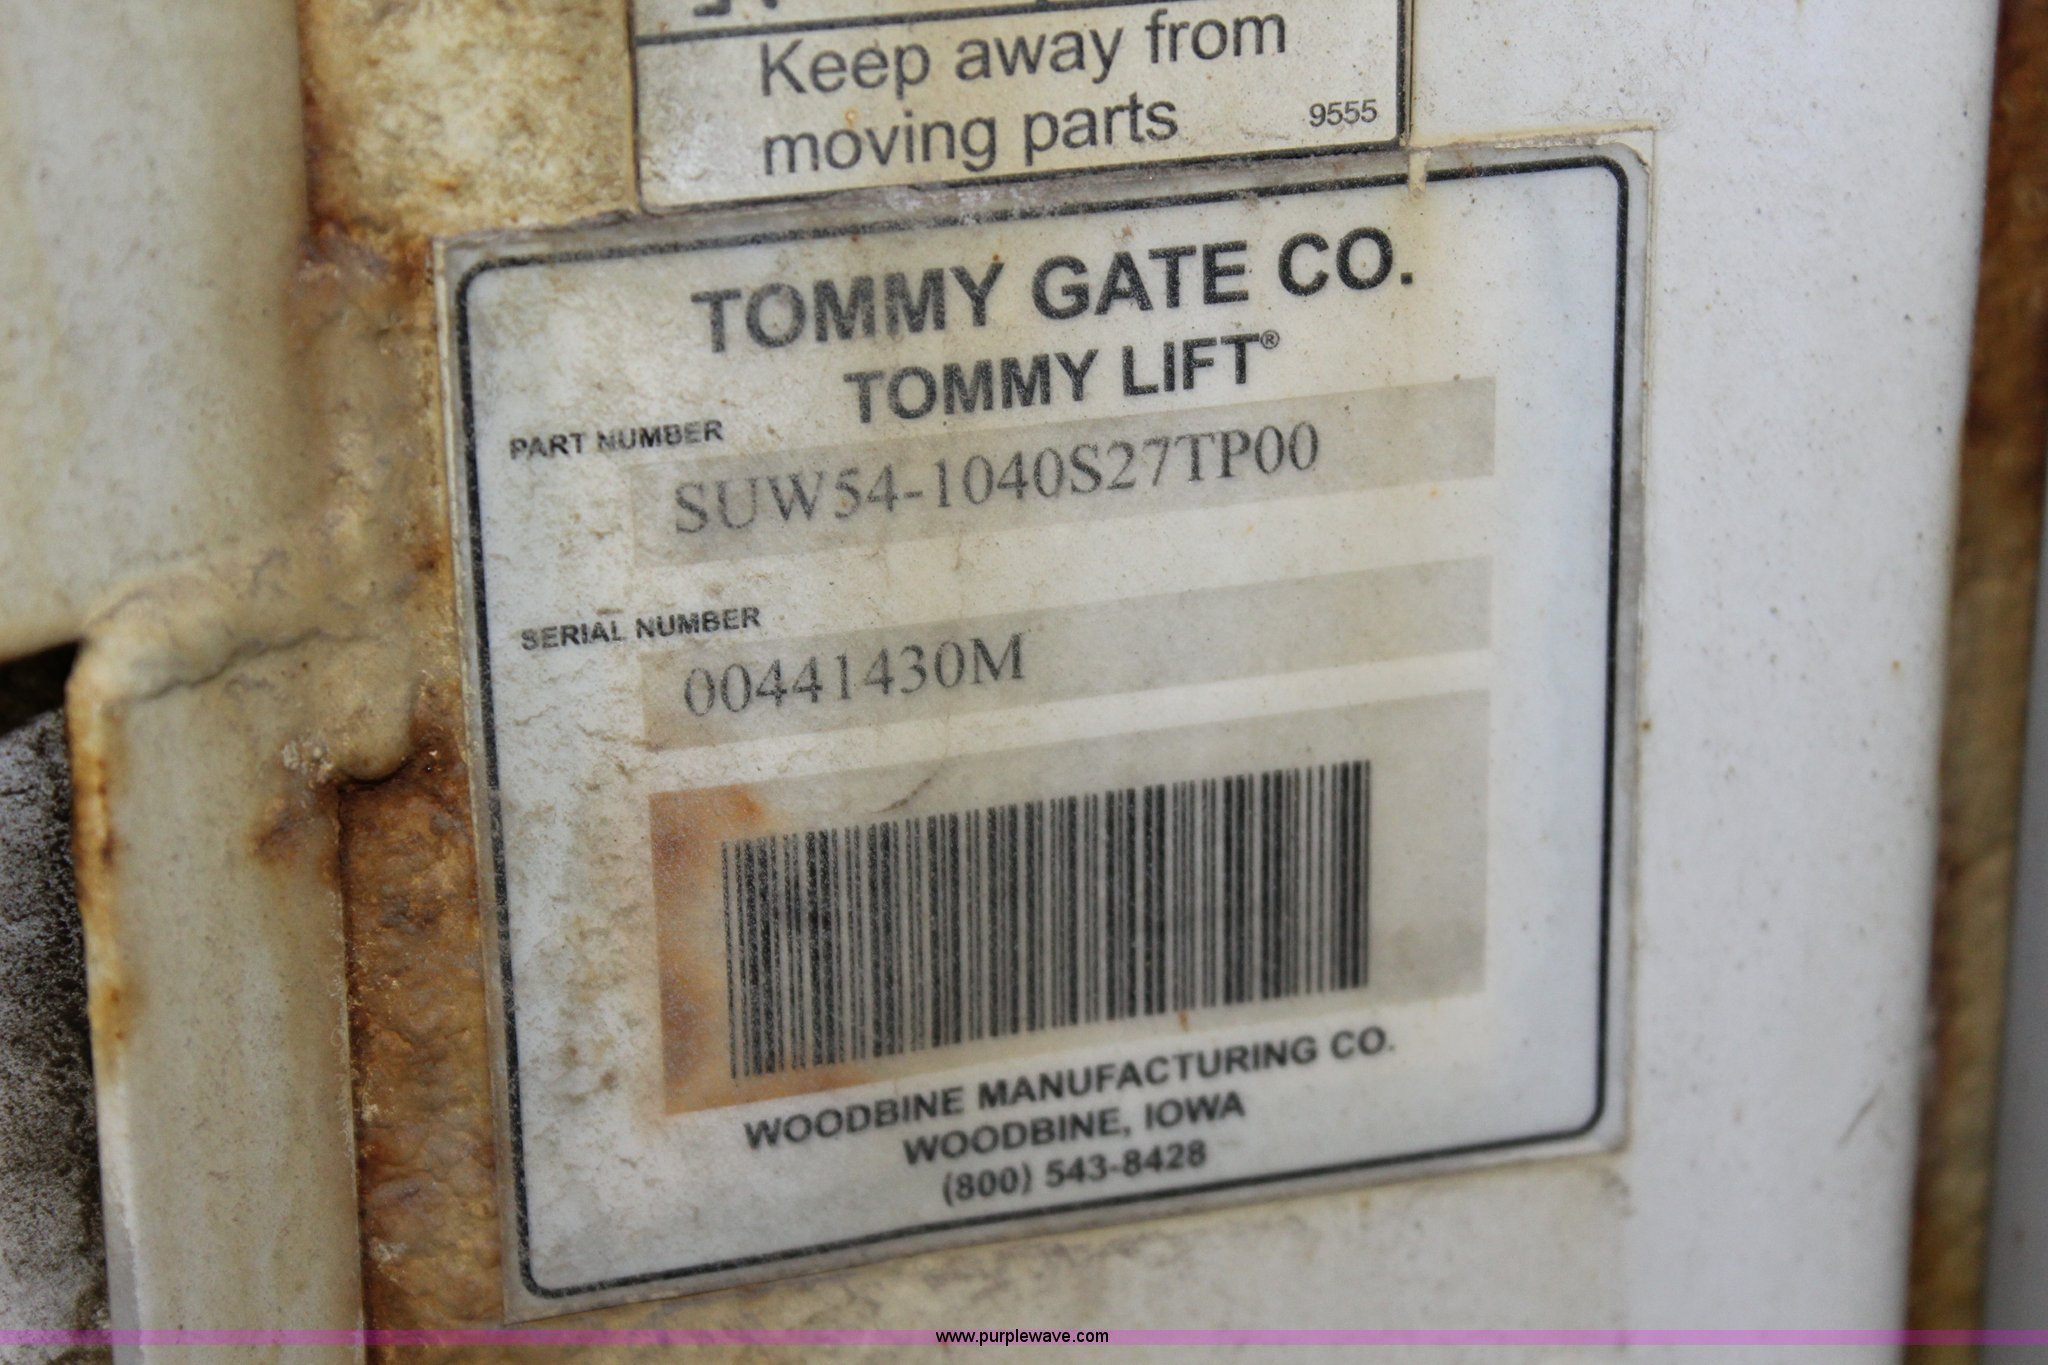 Keep away from
moving parts
9555
TOMMY GATE CO.
TOMMY LIFT®
PART NUMBER
SUW54-1040S27TP00
SERIAL NUMBER
00441430M
WOODBINE MANUFACTURING CO.
WOODBINE, IOWA
(800) 543-8428
www.purplewave.com